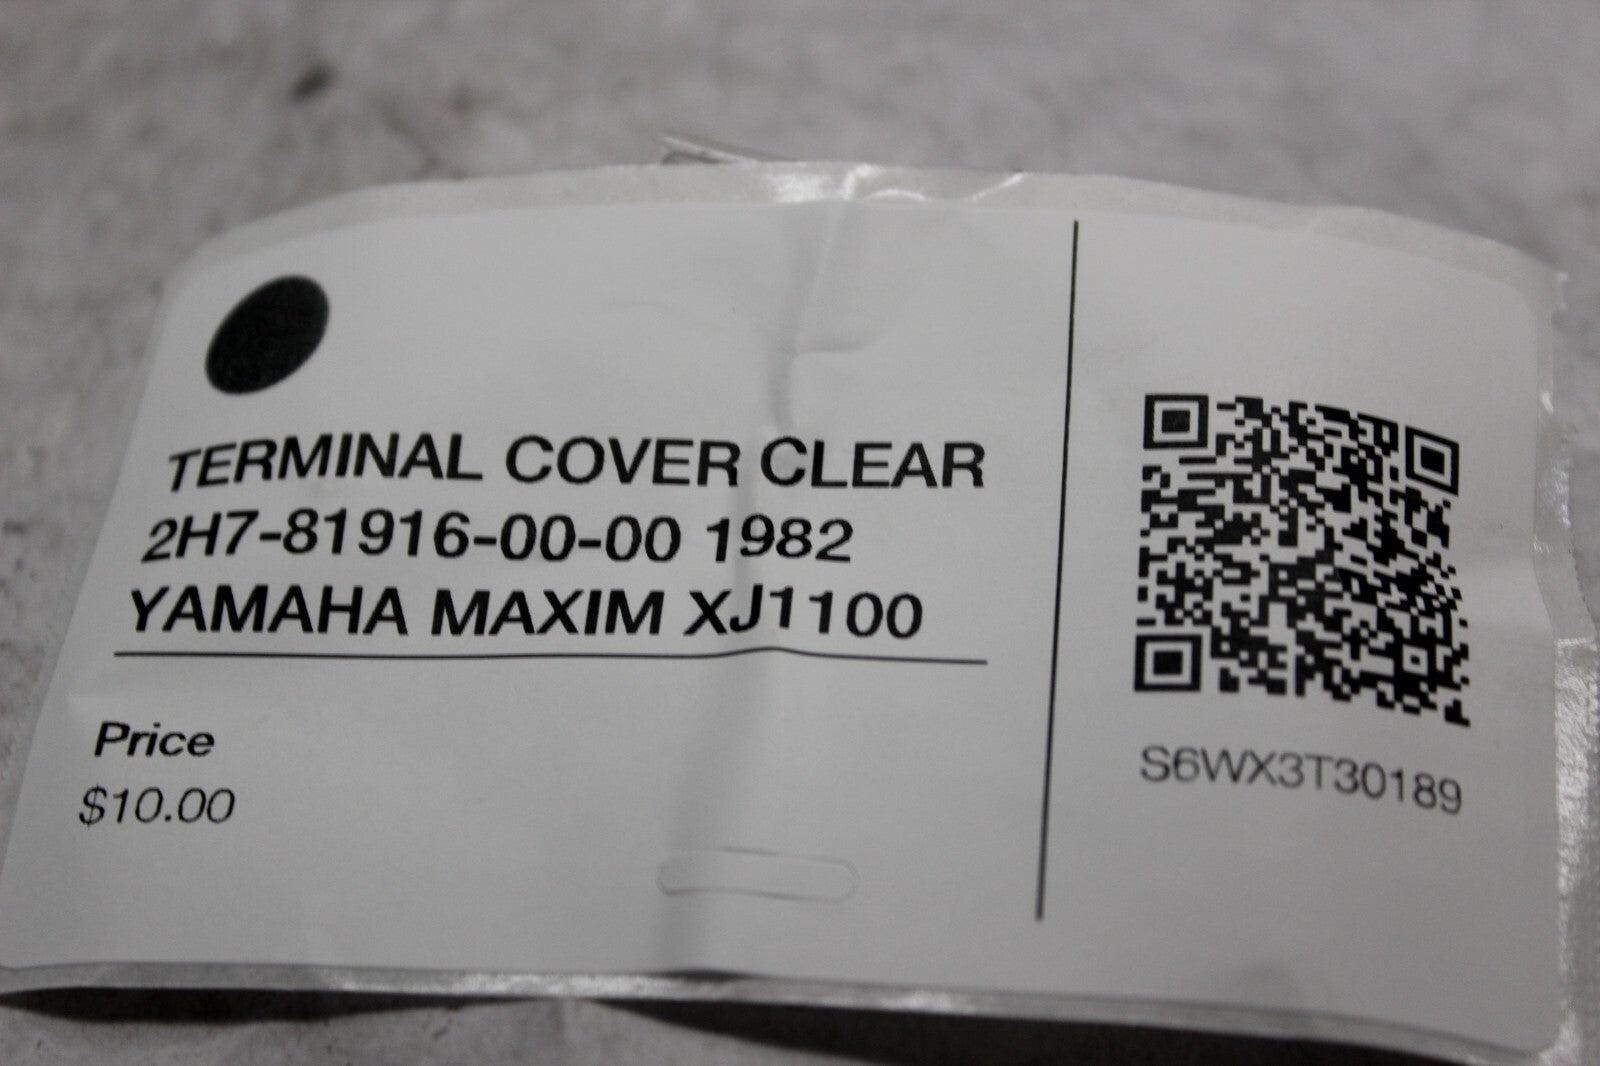 TERMINAL COVER CLEAR
2H7-81916-00-00 1982
YAMAHA MAXIM XJ1100
Price
$10.00
S6WX3T30189